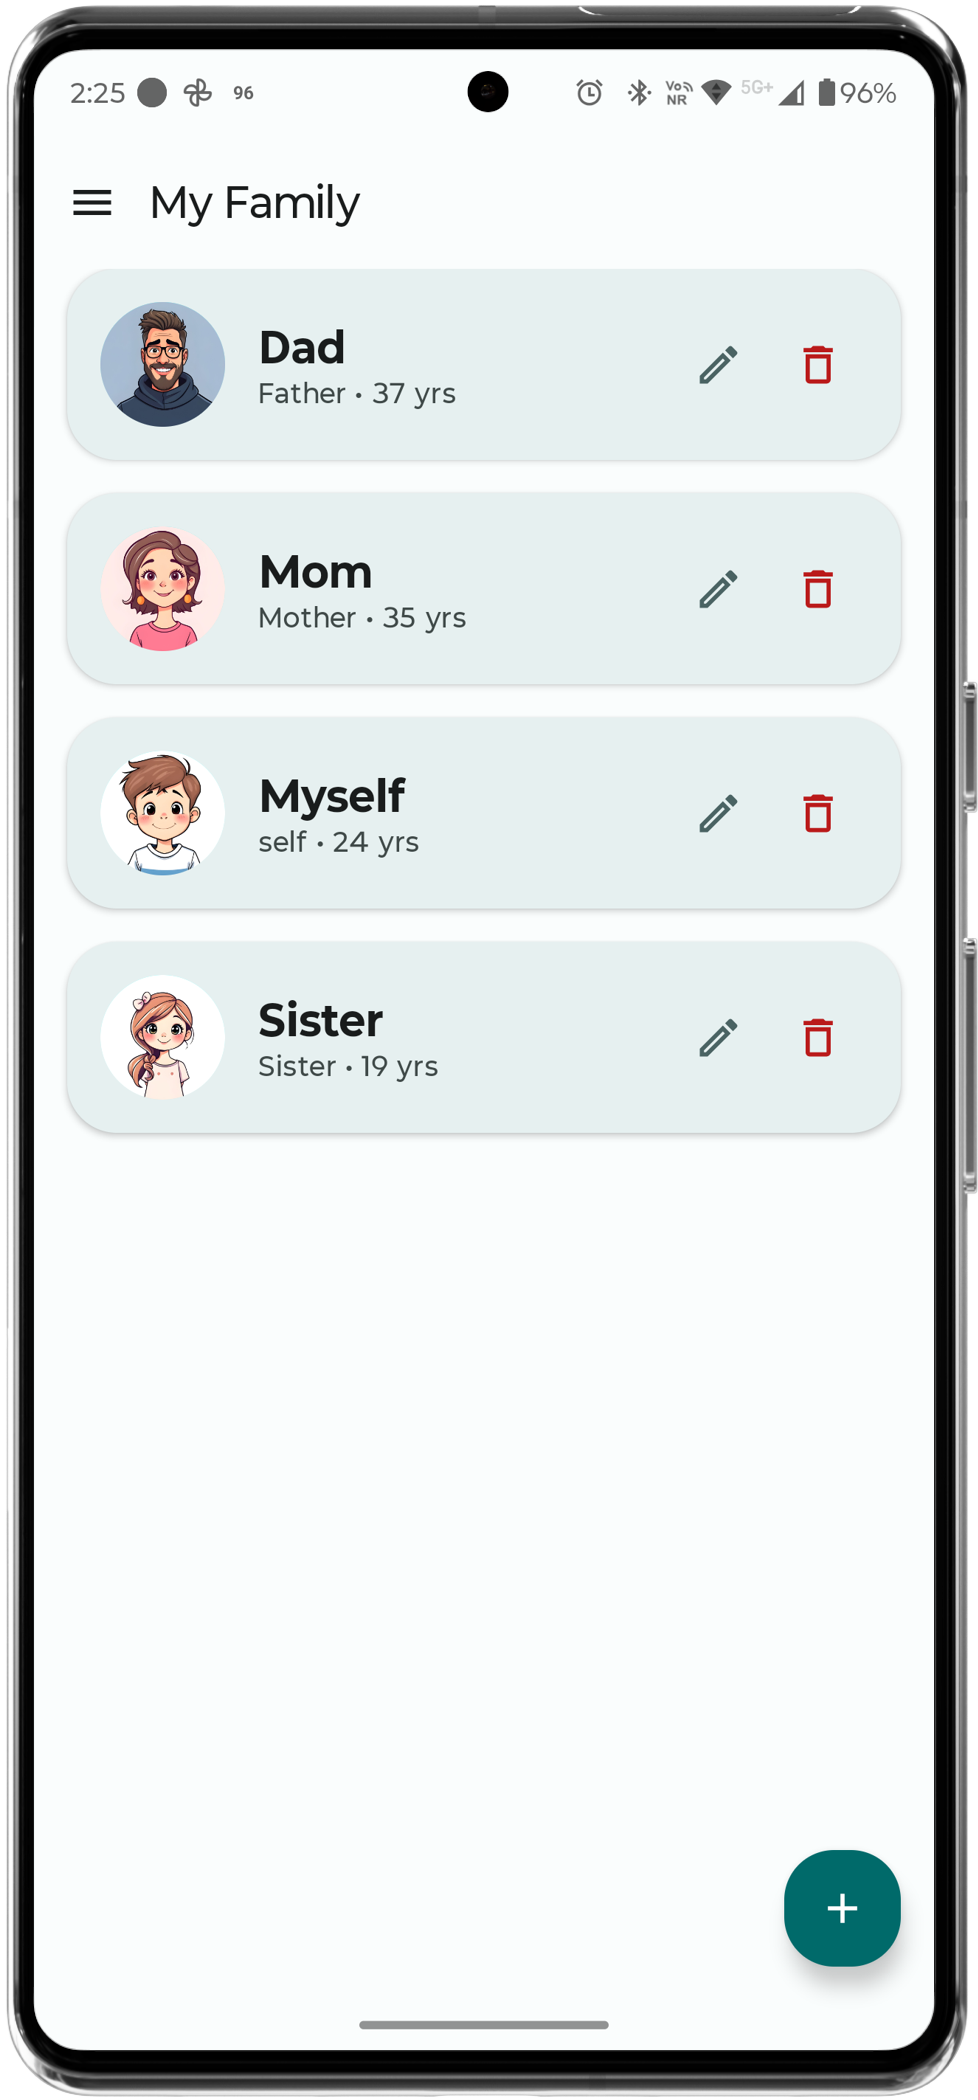 2:25 96 Vo NR 5G+ 96%
My Family
Dad
Father • 37 yrs
Mom
Mother • 35 yrs
Myself
self • 24 yrs
Sister
Sister • 19 yrs